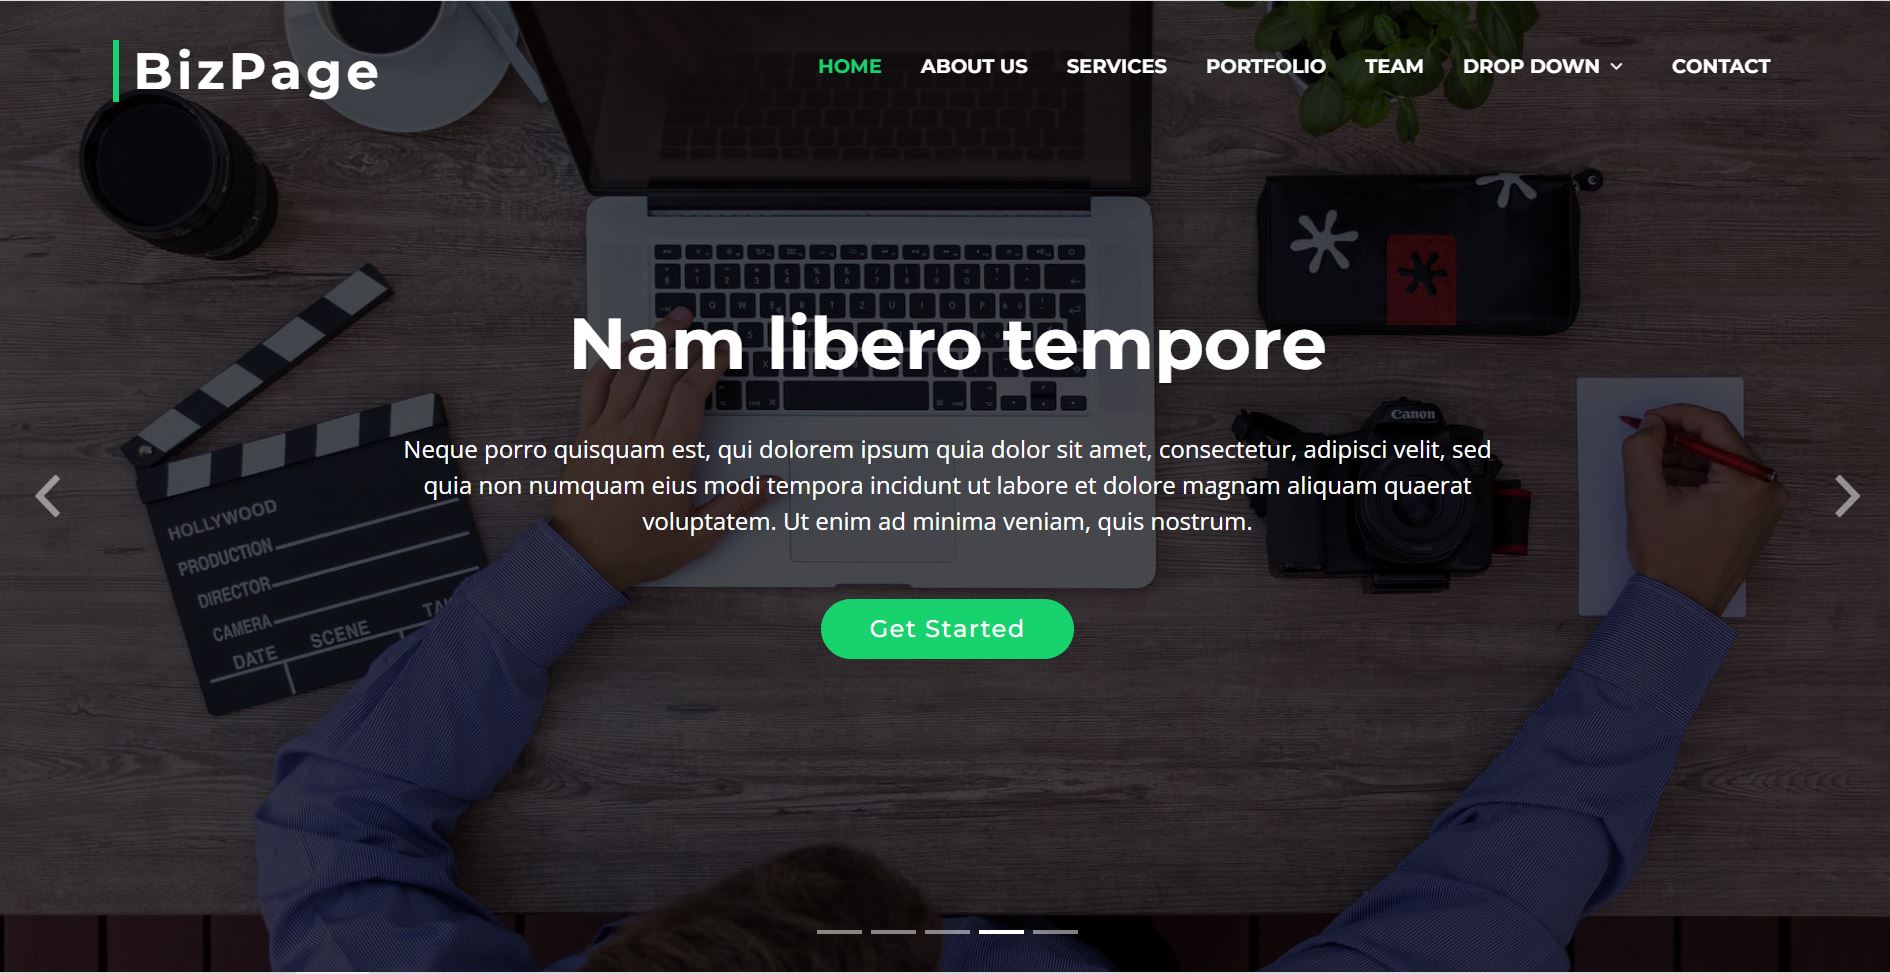 BizPage
HOME ABOUT US SERVICES PORTFOLIO TEAM DROP DOWN CONTACT
Nam libero tempore
Canon
Neque porro quisquam est, qui dolorem ipsum quia dolor sit amet, consectetur, adipisci velit, sed
quia non numquam eius modi tempora incidunt ut labore et dolore magnam aliquam quaerat
voluptatem. Ut enim ad minima veniam, quis nostrum.
HOLLYWOOD
PRODUCTION
DIRECTOR
CAMERA
DATE SCENE
Get Started